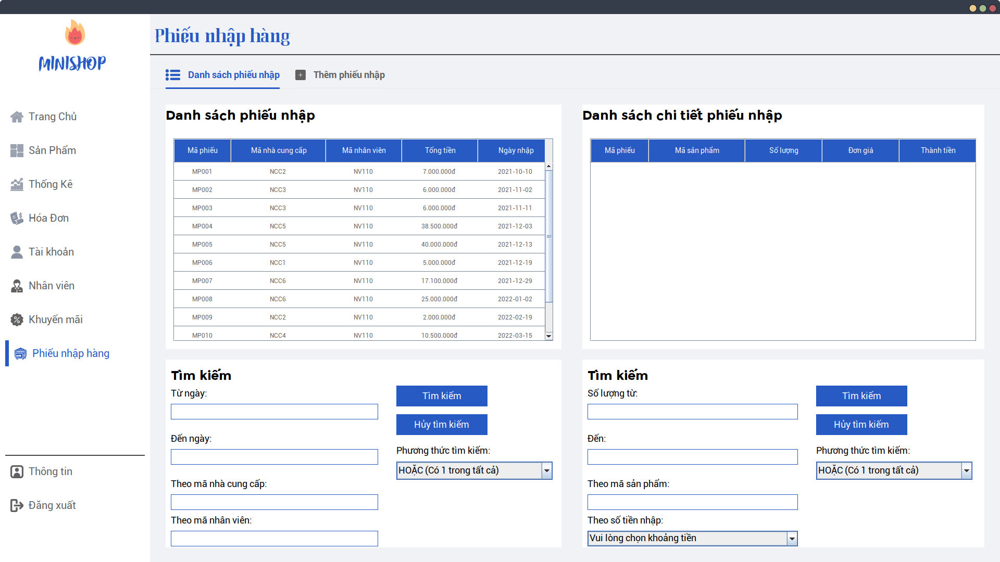 MINISHOP
Trang Chủ
Sản Phẩm
Thống Kê
Hóa Đơn
Tài khoản
Nhân viên
Khuyến mãi
Phiếu nhập hàng
Thông tin
Đăng xuất
Phiếu nhập hàng
Danh sách phiếu nhập
Thêm phiếu nhập
Danh sách phiếu nhập
Mã phiếu Mã nhà cung cấp Mã nhân viên Tổng tiền Ngày nhập
MP001 NCC2 NV110 7.000.000đ 2021-10-10
MP002 NCC3 NV110 6.000.000đ 2021-11-02
MP003 NCC3 NV110 6.000.000đ 2021-11-11
MP004 NCC5 NV110 38.500.000đ 2021-12-03
MP005 NCC5 NV110 40.000.000đ 2021-12-13
MP006 NCC1 NV110 5.000.000đ 2021-12-19
MP007 NCC6 NV110 17.100.000đ 2021-12-29
MP008 NCC6 NV110 25.000.000đ 2022-01-02
MP009 NCC2 NV110 2.000.000đ 2022-02-19
MP010 NCC4 NV110 10.500.000đ 2022-03-15
Danh sách chi tiết phiếu nhập
Mã phiếu Mã sản phẩm Số lượng Đơn giá Thành tiền
Tìm kiếm
Từ ngày:
Đến ngày:
Theo mã nhà cung cấp:
Theo mã nhân viên:
Tìm kiếm
Hủy tìm kiếm
Phương thức tìm kiếm:
HOẶC (Có 1 trong tất cả)
Tìm kiếm
Số lượng từ:
Đến:
Theo mã sản phẩm:
Theo số tiền nhập:
Vui lòng chọn khoảng tiền
Tìm kiếm
Hủy tìm kiếm
Phương thức tìm kiếm:
HOẶC (Có 1 trong tất cả)